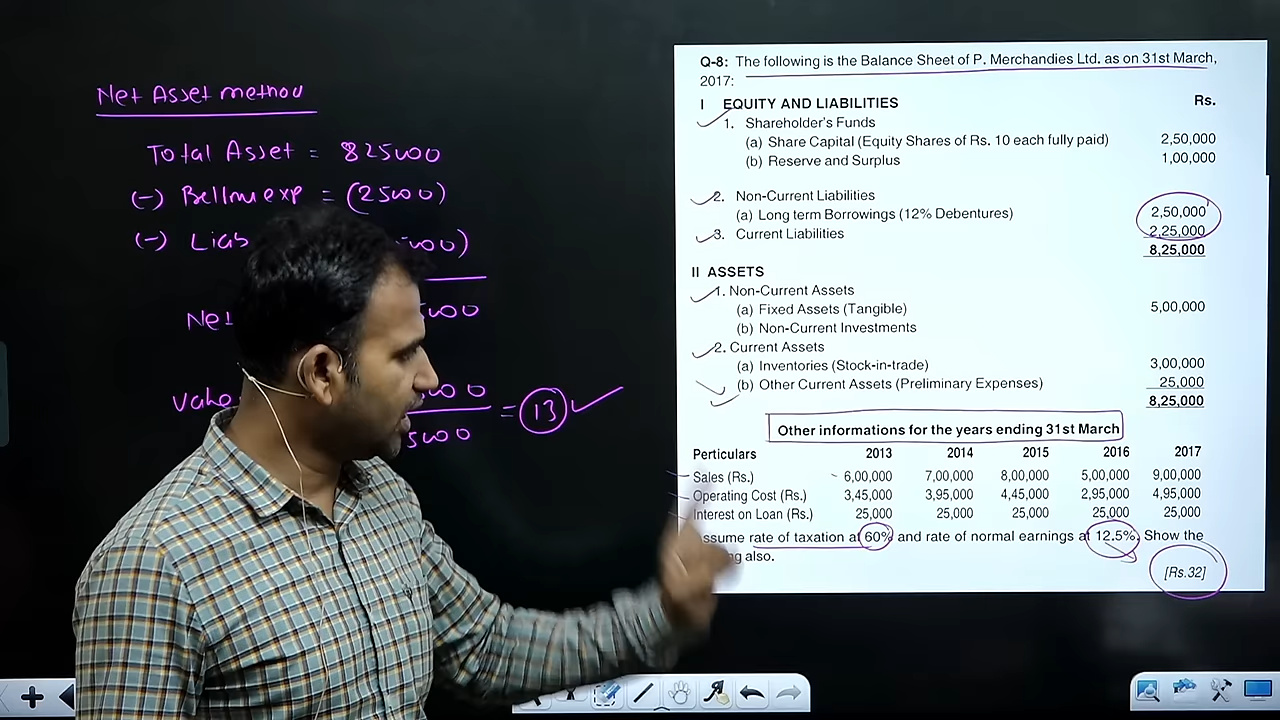 Net Asset method
Total Asset = 825000
(-) Bellow exp = (25000)
(-) Liab 5000)
Net 5000
Value 000
= 13
5000
Q-8: The following is the Balance Sheet of P. Merchandies Ltd. as on 31st March,
2017:
I EQUITY AND LIABILITIES Rs.
1. Shareholder's Funds
(a) Share Capital (Equity Shares of Rs. 10 each fully paid) 2,50,000
(b) Reserve and Surplus 1,00,000
2. Non-Current Liabilities
(a) Long term Borrowings (12% Debentures) 2,50,000
3. Current Liabilities 2,25,000
8,25,000
II ASSETS
1. Non-Current Assets
(a) Fixed Assets (Tangible) 5,00,000
(b) Non-Current Investments
2. Current Assets
(a) Inventories (Stock-in-trade) 3,00,000
(b) Other Current Assets (Preliminary Expenses) 25,000
8,25,000
Other informations for the years ending 31st March
Perticulars 2013 2014 2015 2016 2017
Sales (Rs.) 6,00,000 7,00,000 8,00,000 5,00,000 9,00,000
Operating Cost (Rs.) 3,45,000 3,95,000 4,45,000 2,95,000 4,95,000
Interest on Loan (Rs.) 25,000 25,000 25,000 25,000 25,000
ssume rate of taxation at 60% and rate of normal earnings at 12.5%. Show the
g also.
[Rs.32]